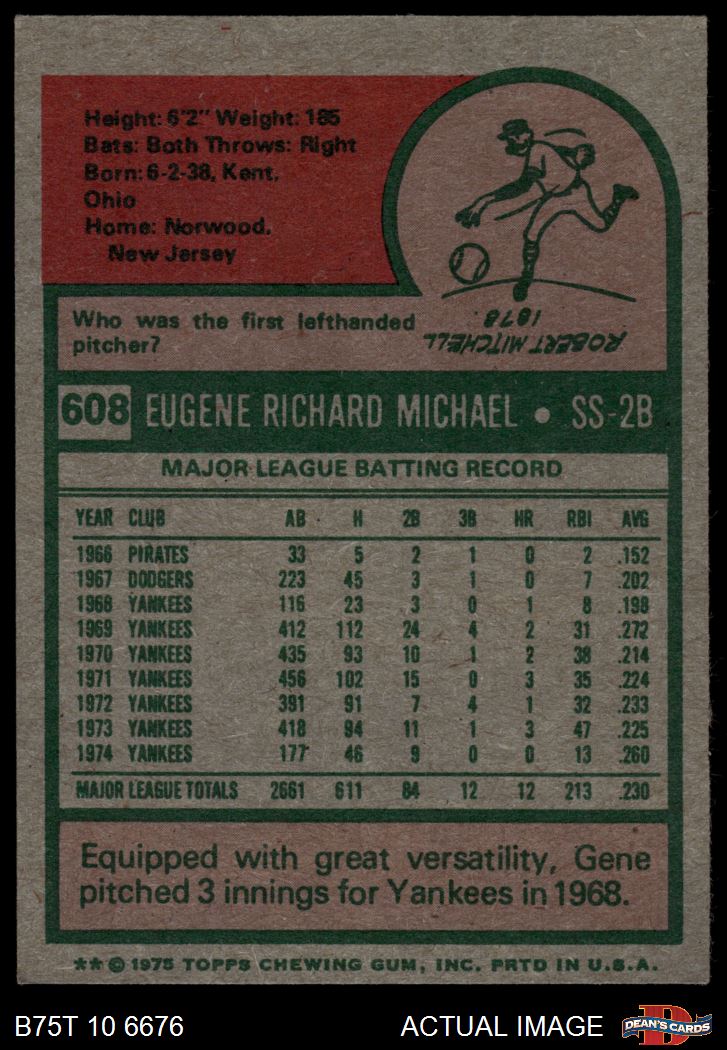 Height: 6'2" Weight: 185
Bats: Both Throws: Right
Born: 6-2-38, Kent,
Ohio
Home: Norwood,
New Jersey
Who was the first lefthanded
pitcher?
ROBERT MITCHELL
1878
608 EUGENE RICHARD MICHAEL • SS-2B
MAJOR LEAGUE BATTING RECORD
YEAR CLUB AB H 2B 3B HR RBI AVG
1966 PIRATES 33 5 2 1 0 2 .152
1967 DODGERS 223 45 3 1 0 7 .202
1968 YANKEES 116 23 3 0 1 8 .198
1969 YANKEES 412 112 24 4 2 31 .272
1970 YANKEES 435 93 10 1 2 38 .214
1971 YANKEES 456 102 15 0 3 35 .224
1972 YANKEES 391 91 7 4 1 32 .233
1973 YANKEES 418 94 11 1 3 47 .225
1974 YANKEES 177 46 9 0 0 13 .260
MAJOR LEAGUE TOTALS 2661 611 84 12 12 213 .230
Equipped with great versatility, Gene
pitched 3 innings for Yankees in 1968.
**© 1975 TOPPS CHEWING GUM, INC. PRTD IN U.S.A.
B75T 10 6676 ACTUAL IMAGE DEAN'S CARDS